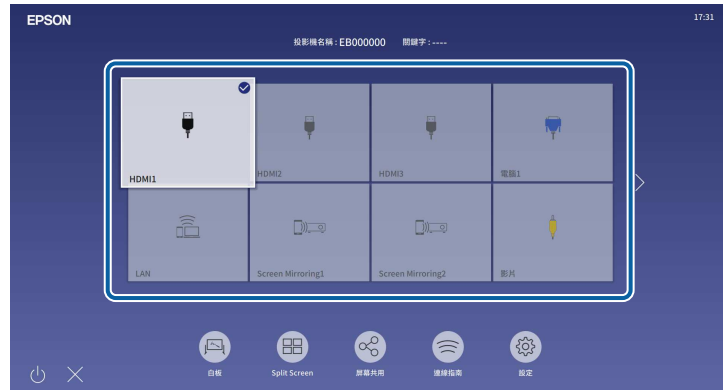 EPSON
17:31
投影機名稱 : EB000000 關鍵字 : ----
HDMI1
HDMI2
HDMI3
電腦1
LAN
Screen Mirroring1
Screen Mirroring2
影片
白板
Split Screen
屏幕共用
連線指南
設定